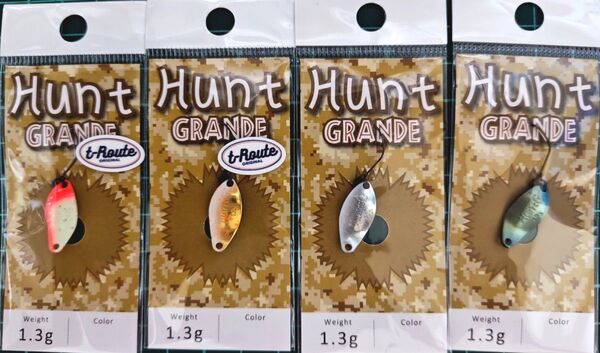 Hunt
GRANDE
t-Route
ORIGINAL
Weight
Color
1.3g
Hunt
GRANDE
t-Route
ORIGINAL
Weight
Color
1.3g
Hunt
GRANDE
Weight
Color
1.3g
Hunt
GRANDE
Weight
Color
1.3g